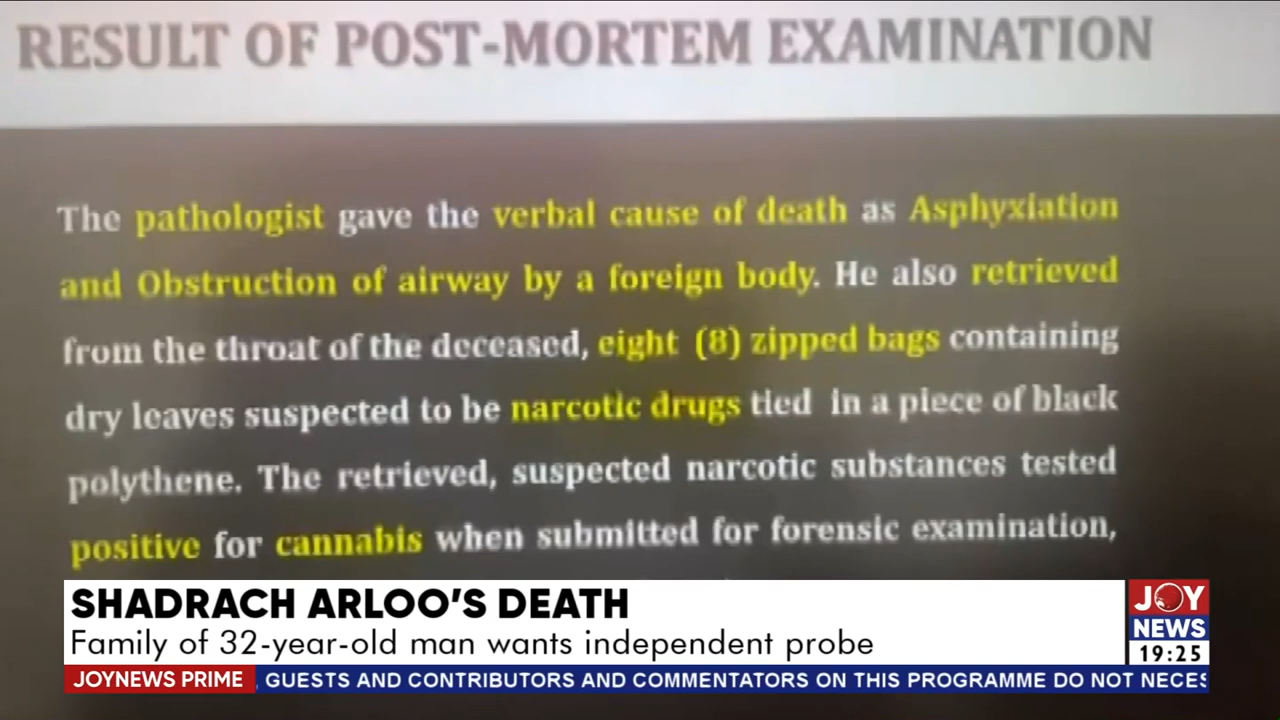 RESULT OF POST-MORTEM EXAMINATION
The pathologist gave the verbal cause of death as Asphyxiation
and Obstruction of airway by a foreign body. He also retrieved
from the throat of the deceased, eight (8) zipped bags containing
dry leaves suspected to be narcotic drugs tied in a piece of black
polythene. The retrieved, suspected narcotic substances tested
positive for cannabis when submitted for forensic examination,
SHADRACH ARLOO'S DEATH
Family of 32-year-old man wants independent probe
JOY
NEWS
19:25
JOYNEWS PRIME , GUESTS AND CONTRIBUTORS AND COMMENTATORS ON THIS PROGRAMME DO NOT NECES